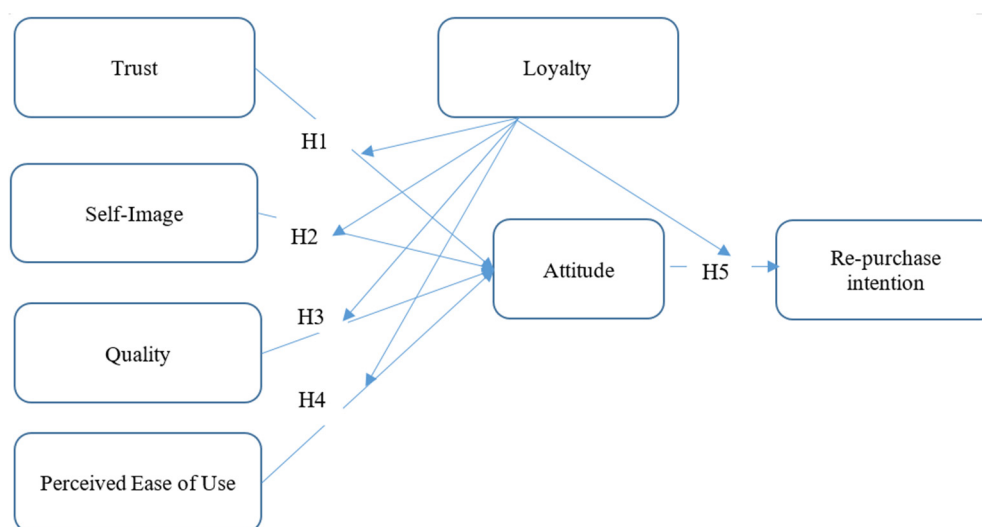 Trust
Loyalty
H1
Self-Image
H2
Attitude
H5
Re-purchase
intention
H3
Quality
H4
Perceived Ease of Use